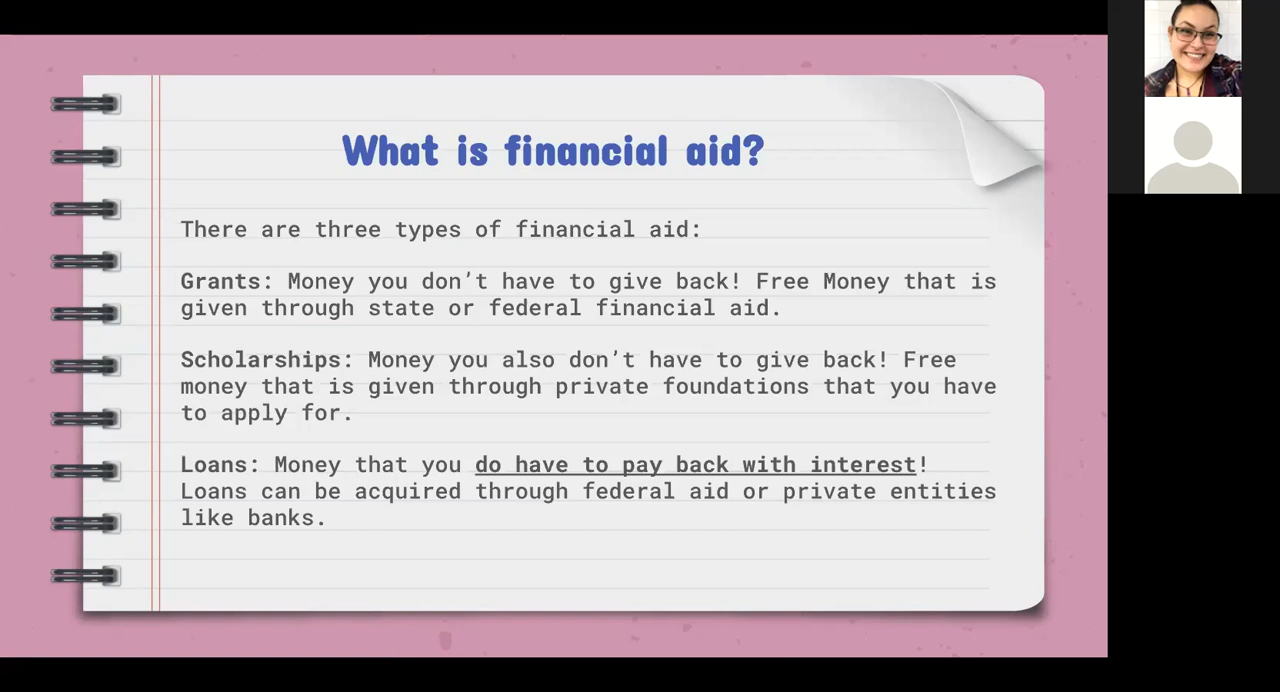 What is financial aid?
There are three types of financial aid:
Grants: Money you don’t have to give back! Free Money that is
given through state or federal financial aid.
Scholarships: Money you also don’t have to give back! Free
money that is given through private foundations that you have
to apply for.
Loans: Money that you do have to pay back with interest!
Loans can be acquired through federal aid or private entities
like banks.